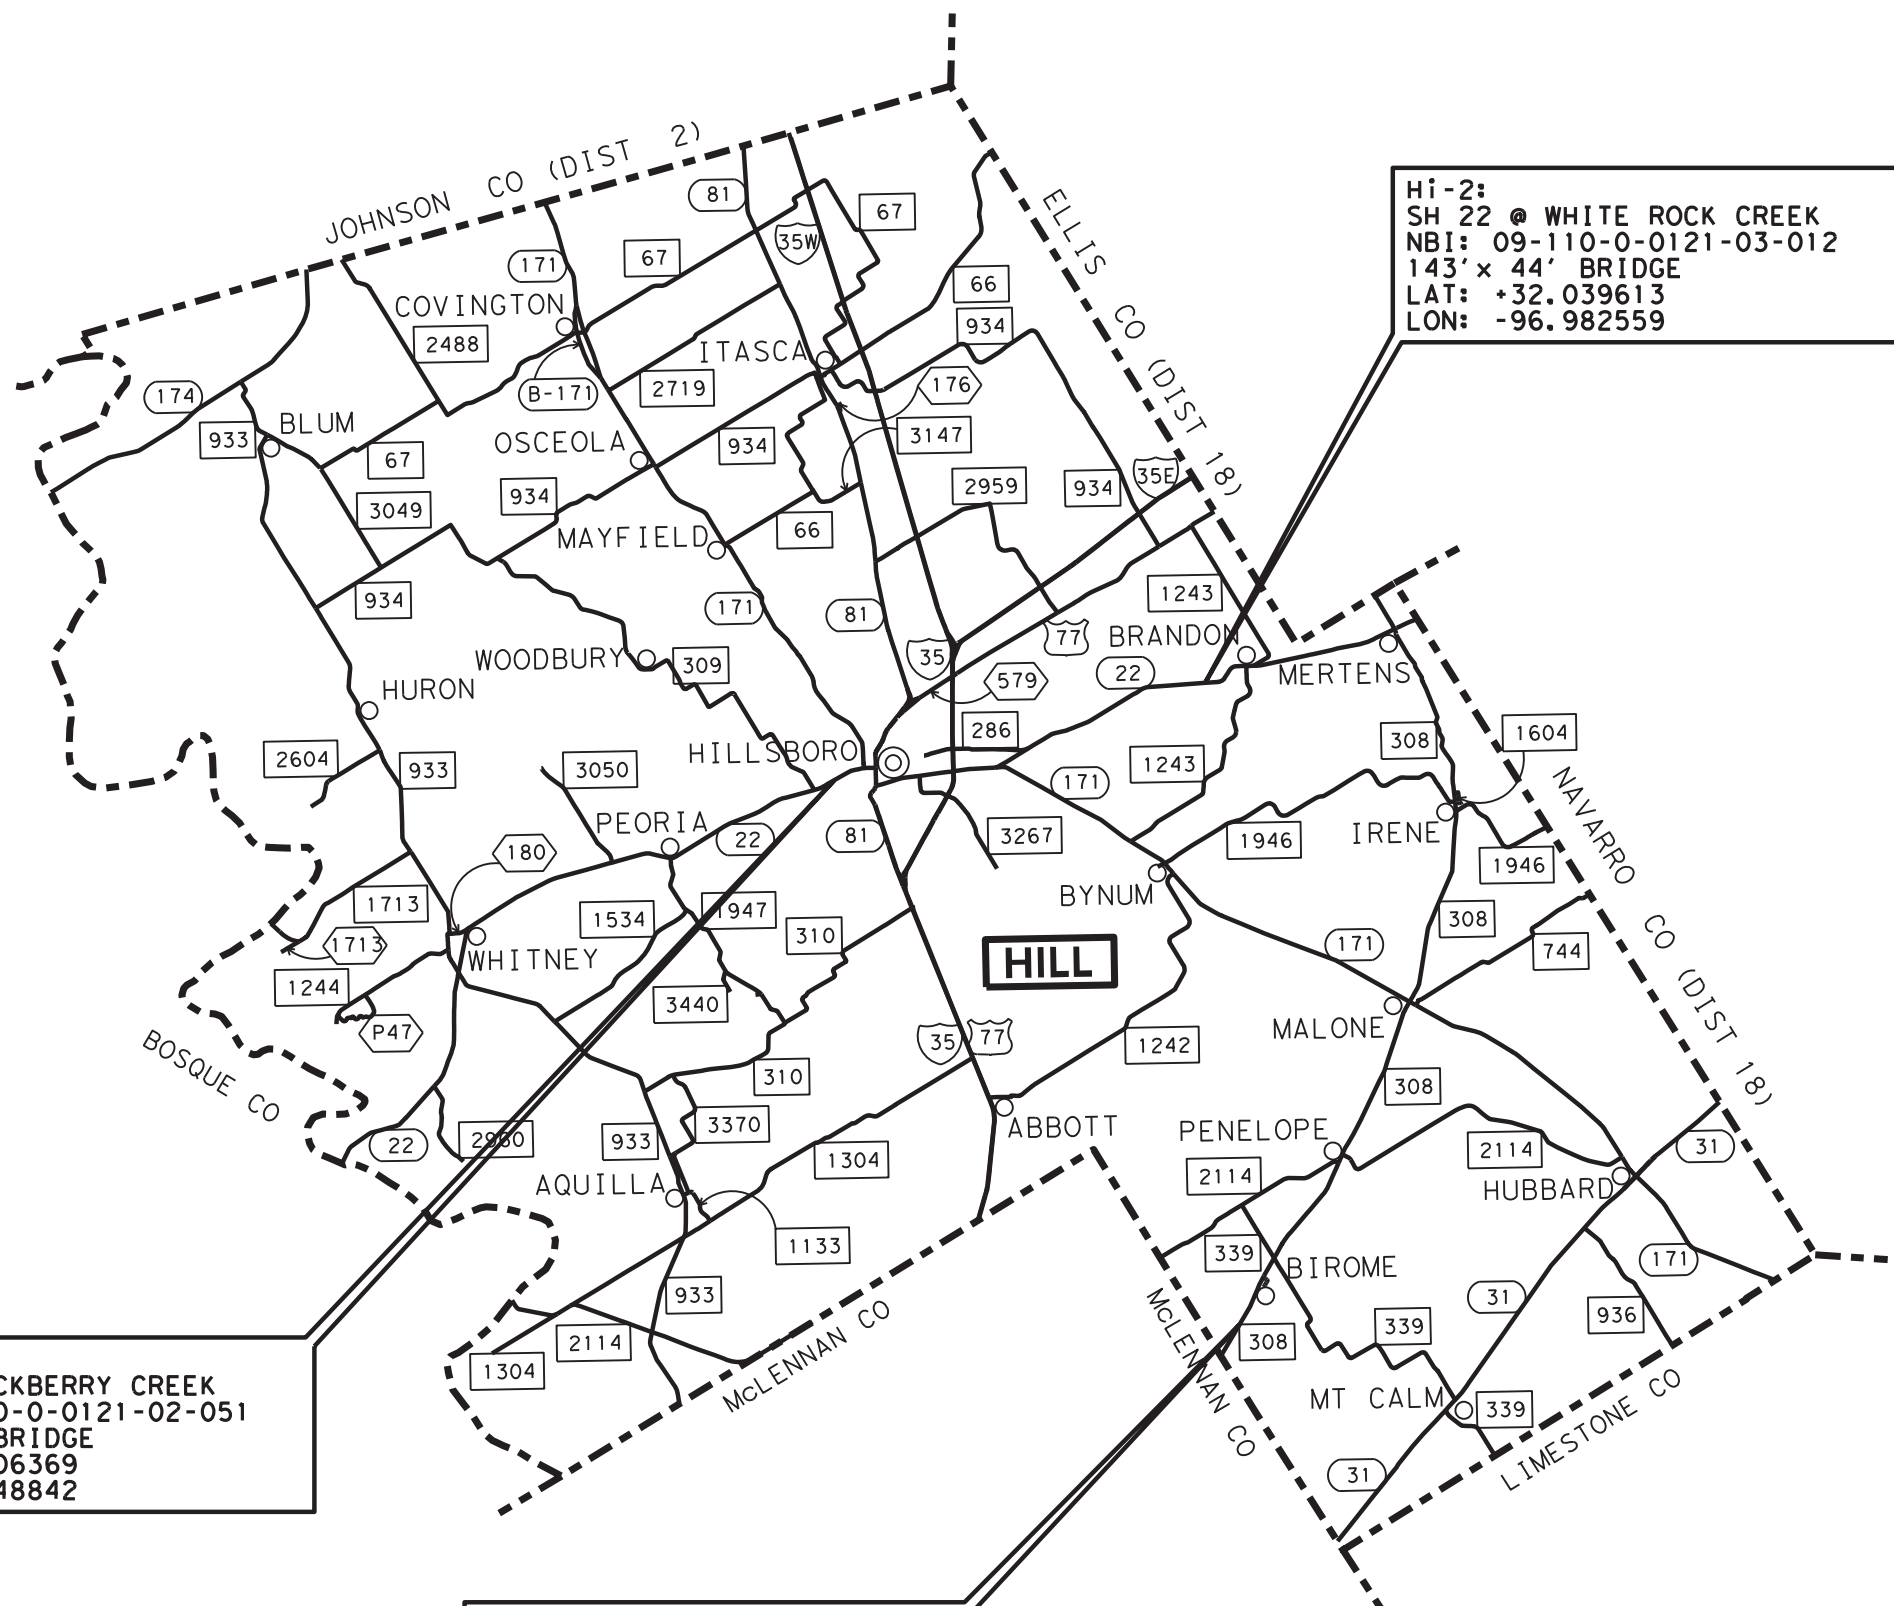 JOHNSON CO (DIST 2)
81
67
35W
67
171
ELLIS CO (DIST 18)
Hi-2:
SH 22 @ WHITE ROCK CREEK
NBI: 09-110-0-0121-03-012
143'x 44' BRIDGE
LAT: +32.039613
LON: -96.982559
66
COVINGTON
934
2488
ITASCA
174
B-171
2719
176
933
BLUM
OSCEOLA
934
3147
67
934
2959
934
35E
3049
MAYFIELD
66
934
171
81
1243
77
BRANDON
WOODBURY
309
35
579
22
MERTENS
HURON
286
308
1604
2604
933
3050
HILLSBORO
171
1243
NAVARRO CO (DIST 18)
PEORIA
22
81
3267
1946
IRENE
1946
180
BYNUM
1713
1534
1947
310
308
1713
WHITNEY
HILL
171
744
1244
3440
P47
35
77
1242
MALONE
BOSQUE CO
310
308
22
2960
933
3370
ABBOTT
PENELOPE
2114
31
1304
2114
HUBBARD
AQUILLA
1133
339
BIROME
171
933
31
936
2114
339
308
1304
McLENNAN CO
McLENNAN CO
MT CALM
339
LIMESTONE CO
31
CKBERRY CREEK
0-0-0121-02-051
BRIDGE
06369
48842